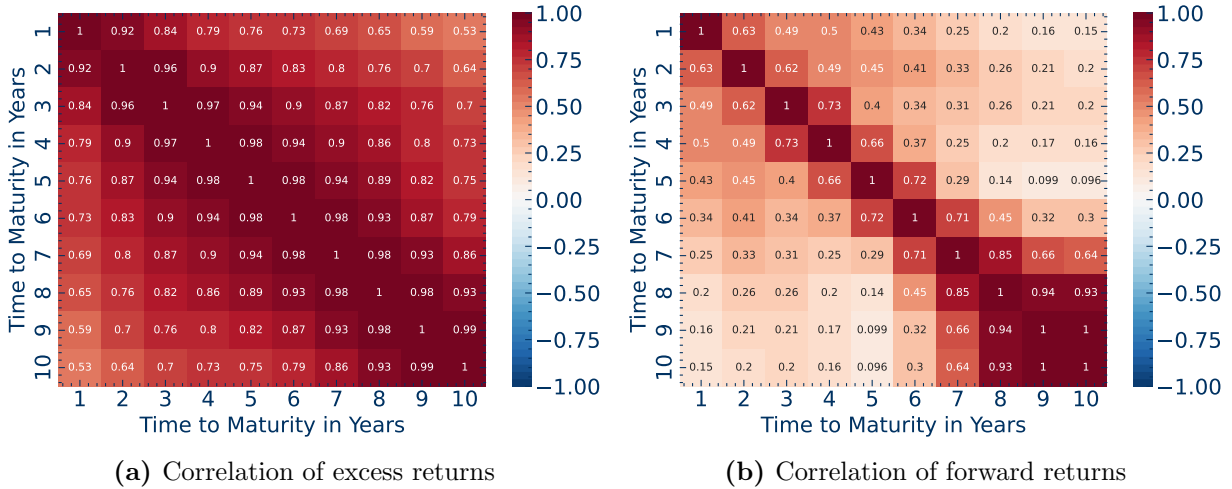 1 1 0.92 0.84 0.79 0.76 0.73 0.69 0.65 0.59 0.53
2 0.92 1 0.96 0.9 0.87 0.83 0.8 0.76 0.7 0.64
3 0.84 0.96 1 0.97 0.94 0.9 0.87 0.82 0.76 0.7
4 0.79 0.9 0.97 1 0.98 0.94 0.9 0.86 0.8 0.73
5 0.76 0.87 0.94 0.98 1 0.98 0.94 0.89 0.82 0.75
6 0.73 0.83 0.9 0.94 0.98 1 0.98 0.93 0.87 0.79
7 0.69 0.8 0.87 0.9 0.94 0.98 1 0.98 0.93 0.86
8 0.65 0.76 0.82 0.86 0.89 0.93 0.98 1 0.98 0.93
9 0.59 0.7 0.76 0.8 0.82 0.87 0.93 0.98 1 0.99
10 0.53 0.64 0.7 0.73 0.75 0.79 0.86 0.93 0.99 1
1 2 3 4 5 6 7 8 9 10
Time to Maturity in Years
Time to Maturity in Years
1.00
0.75
0.50
0.25
0.00
−0.25
−0.50
−0.75
−1.00
(a) Correlation of excess returns
1 1 0.63 0.49 0.5 0.43 0.34 0.25 0.2 0.16 0.15
2 0.63 1 0.62 0.49 0.45 0.41 0.33 0.26 0.21 0.2
3 0.49 0.62 1 0.73 0.4 0.34 0.31 0.26 0.21 0.2
4 0.5 0.49 0.73 1 0.66 0.37 0.25 0.2 0.17 0.16
5 0.43 0.45 0.4 0.66 1 0.72 0.29 0.14 0.099 0.096
6 0.34 0.41 0.34 0.37 0.72 1 0.71 0.45 0.32 0.3
7 0.25 0.33 0.31 0.25 0.29 0.71 1 0.85 0.66 0.64
8 0.2 0.26 0.26 0.2 0.14 0.45 0.85 1 0.94 0.93
9 0.16 0.21 0.21 0.17 0.099 0.32 0.66 0.94 1 1
10 0.15 0.2 0.2 0.16 0.096 0.3 0.64 0.93 1 1
1 2 3 4 5 6 7 8 9 10
Time to Maturity in Years
Time to Maturity in Years
1.00
0.75
0.50
0.25
0.00
−0.25
−0.50
−0.75
−1.00
(b) Correlation of forward returns